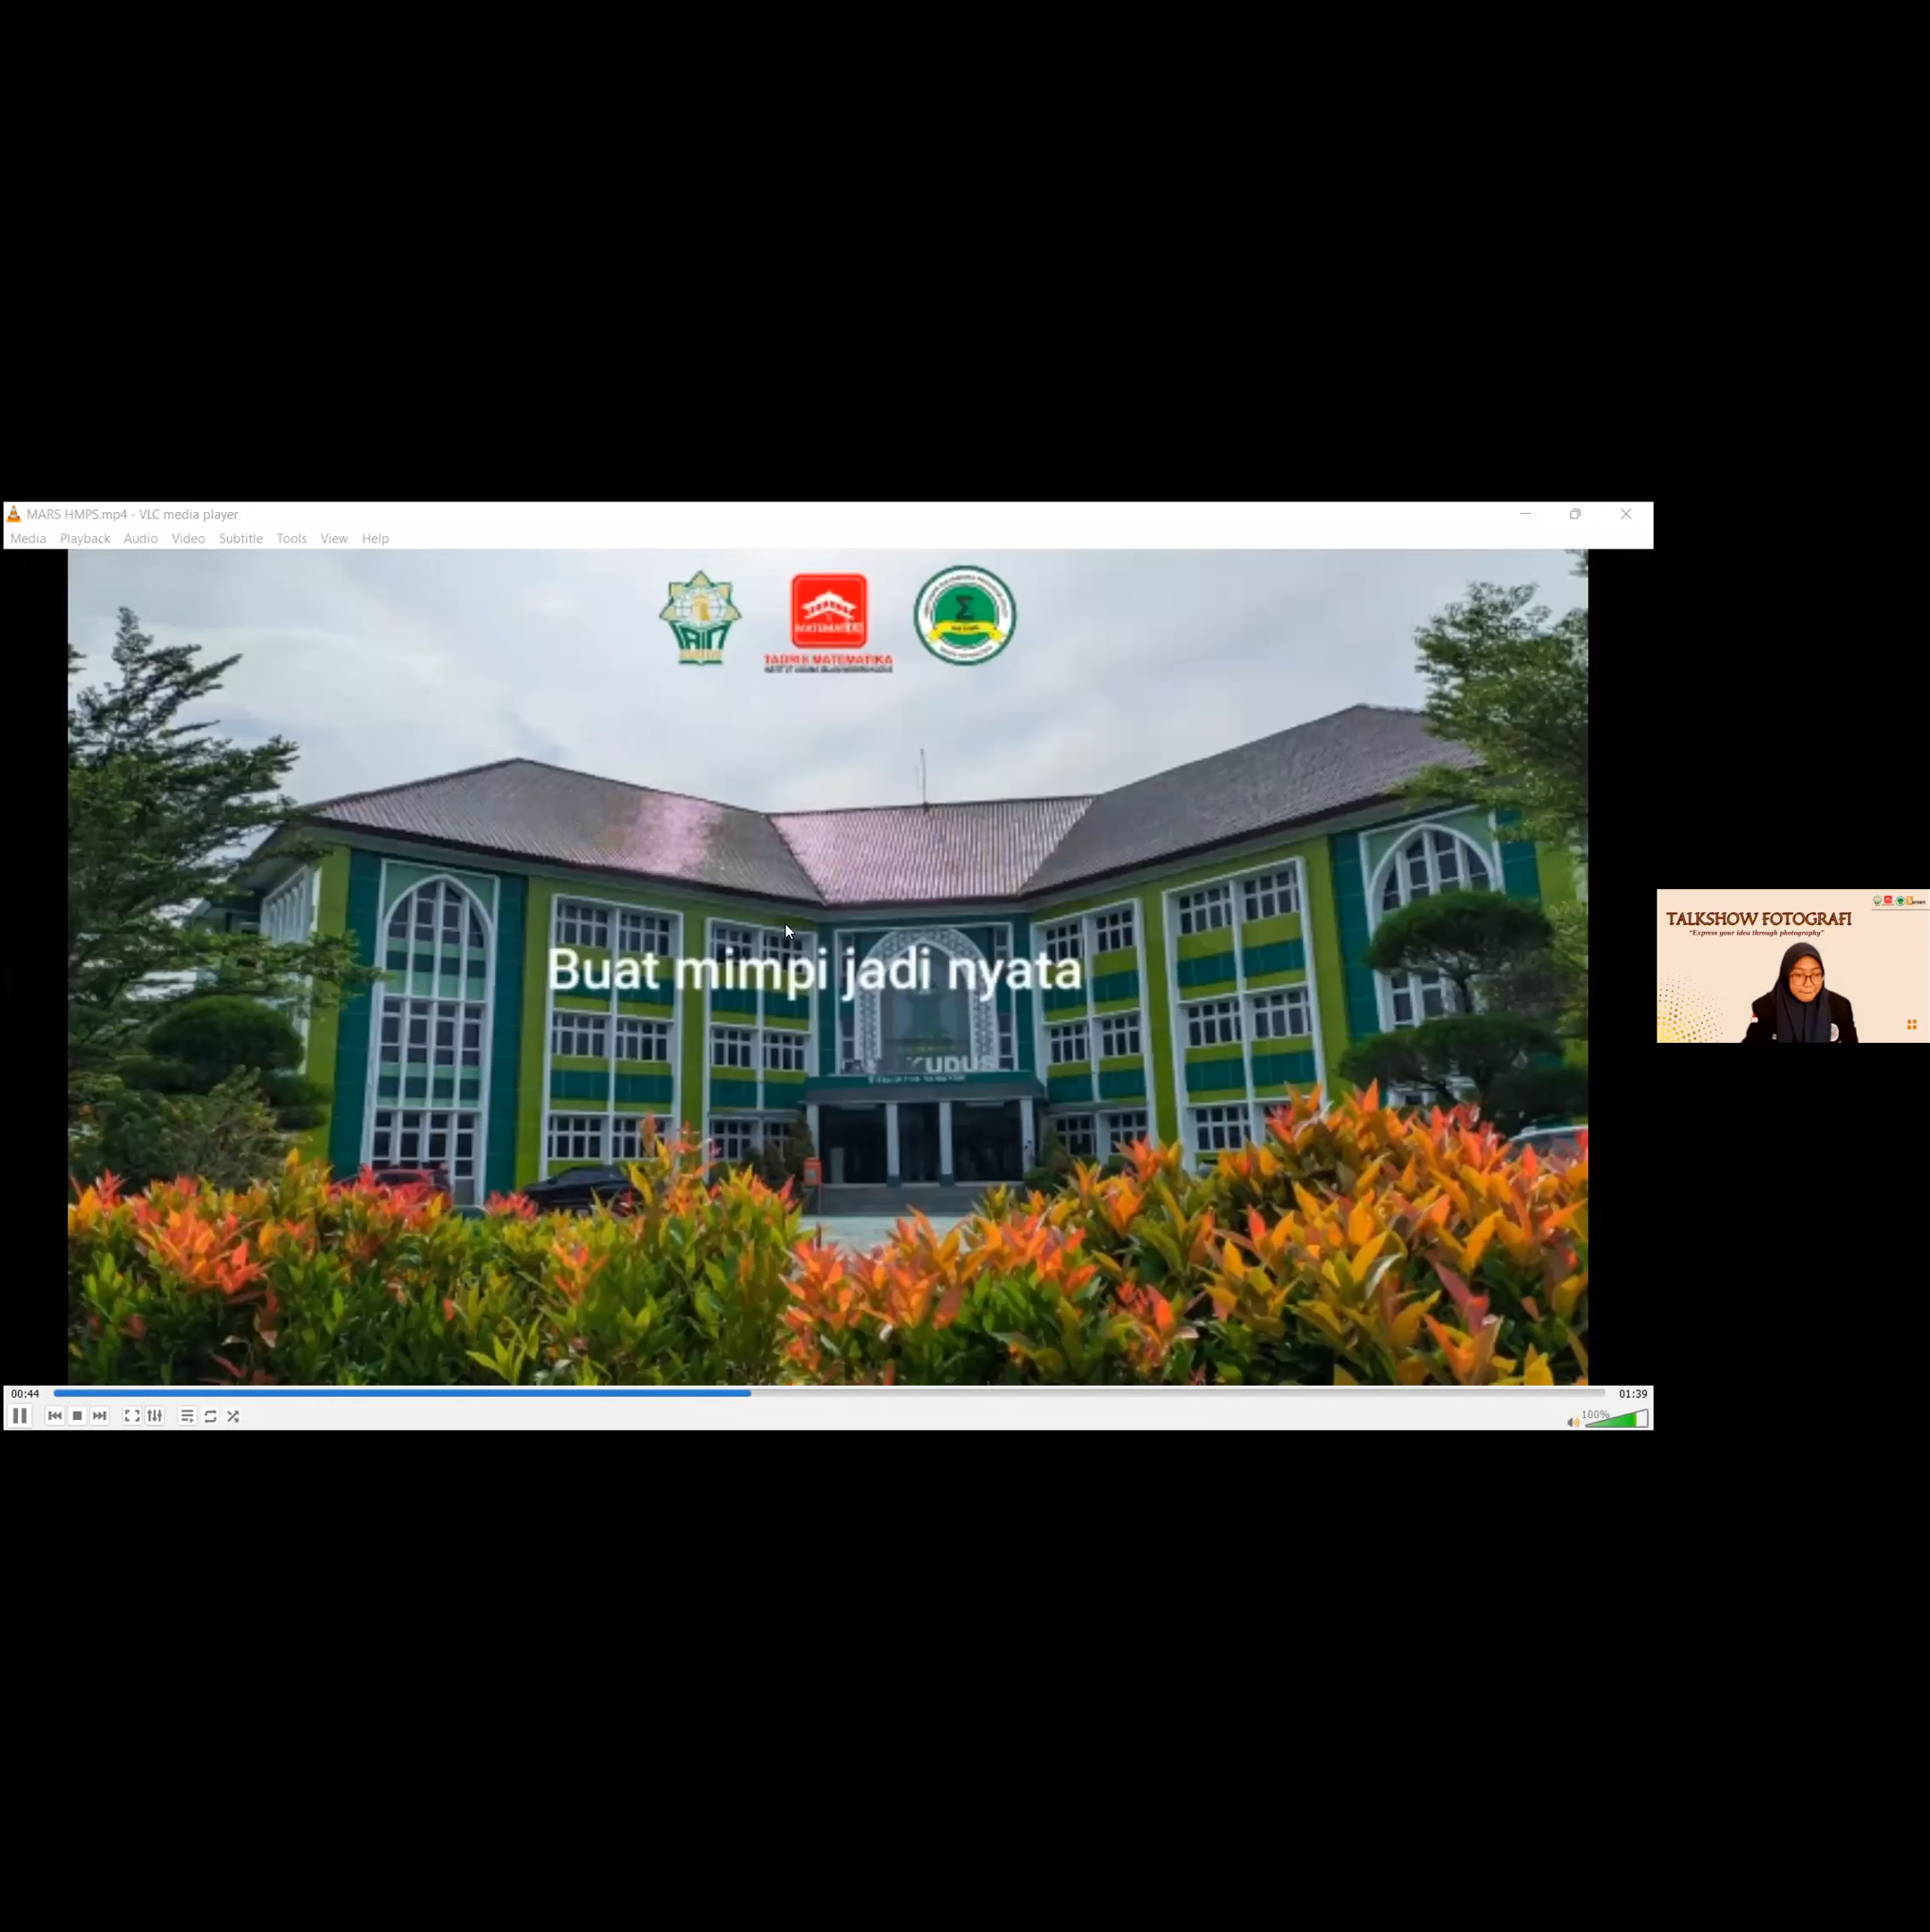 MARS HMPS.mp4 - VLC media player
Media Playback Audio Video Subtitle Tools View Help
MATEMATIKA
TADRIS MATEMATIKA
Buat mimpi jadi nyata
KUDUS
TALKSHOW FOTOGRAFI
"Express your idea through photography"
00:44
01:39
100%